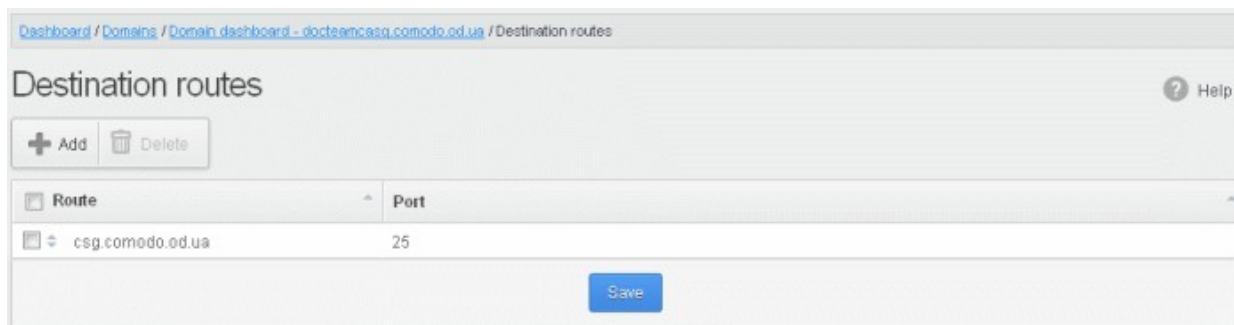 Dashboard / Domains / Domain dashboard - docteamcasg.comodo.od.ua / Destination routes
Destination routes
Help
Add Delete
Route Port
csg.comodo.od.ua 25
Save